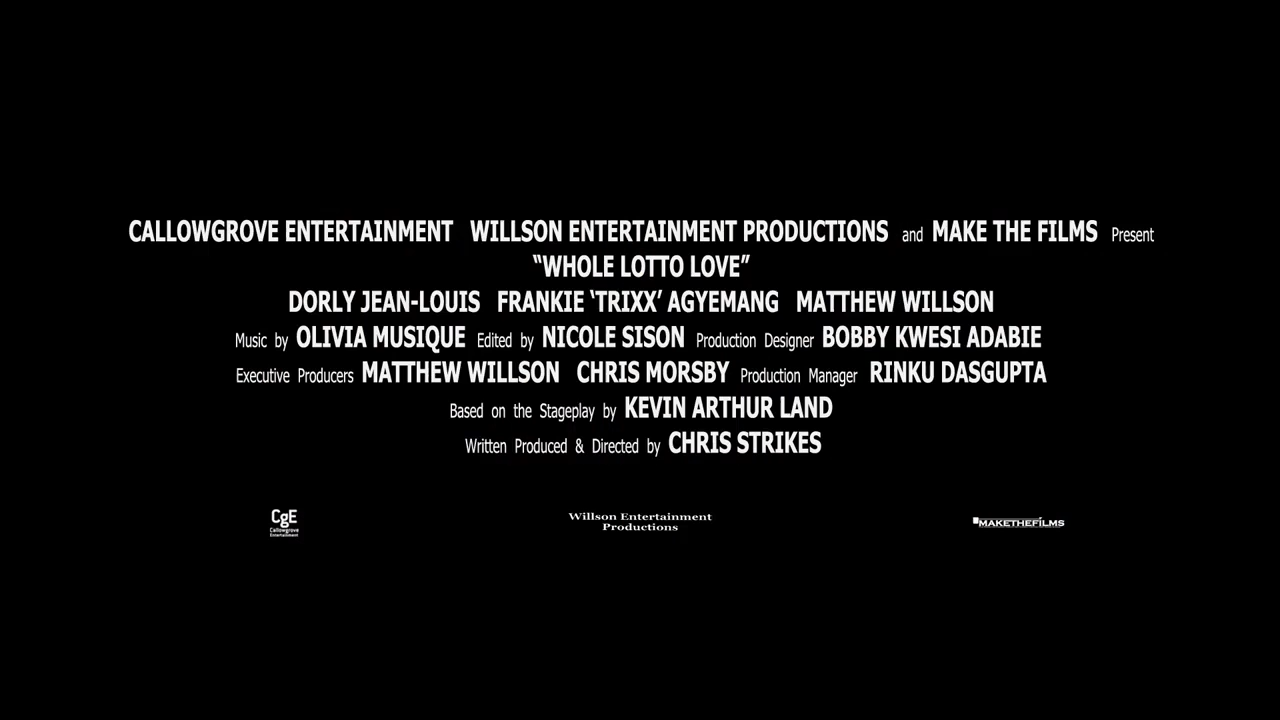 CALLOWGROVE ENTERTAINMENT WILLSON ENTERTAINMENT PRODUCTIONS and MAKE THE FILMS Present
“WHOLE LOTTO LOVE”
DORLY JEAN-LOUIS FRANKIE ‘TRIXX’ AGYEMANG MATTHEW WILLSON
Music by OLIVIA MUSIQUE Edited by NICOLE SISON Production Designer BOBBY KWESI ADABIE
Executive Producers MATTHEW WILLSON CHRIS MORSBY Production Manager RINKU DASGUPTA
Based on the Stageplay by KEVIN ARTHUR LAND
Written Produced & Directed by CHRIS STRIKES
CgE
Callowgrove
Entertainment
Willson Entertainment
Productions
MAKETHEFiLMS